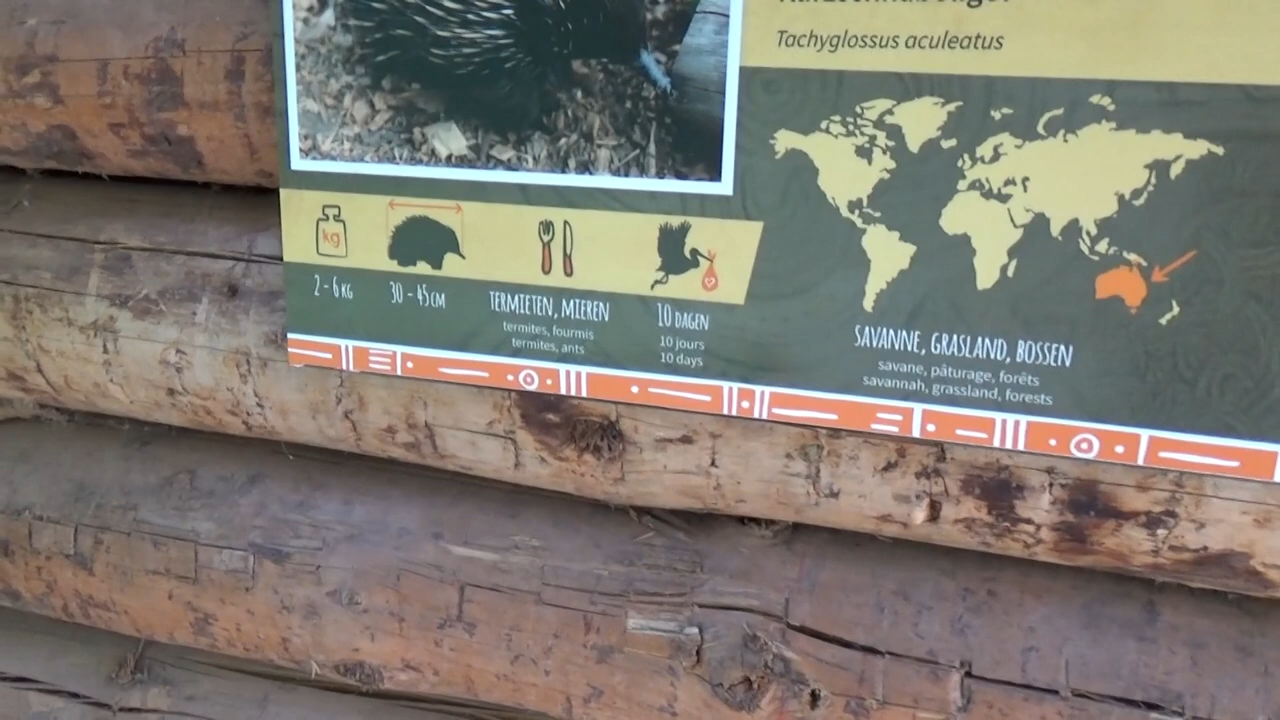 Tachyglossus aculeatus
kg
2 - 6 KG
30 - 45 CM
TERMIETEN, MIEREN
termites, fourmis
termites, ants
10 DAGEN
10 jours
10 days
SAVANNE, GRASLAND, BOSSEN
savane, pâturage, forêts
savannah, grassland, forests